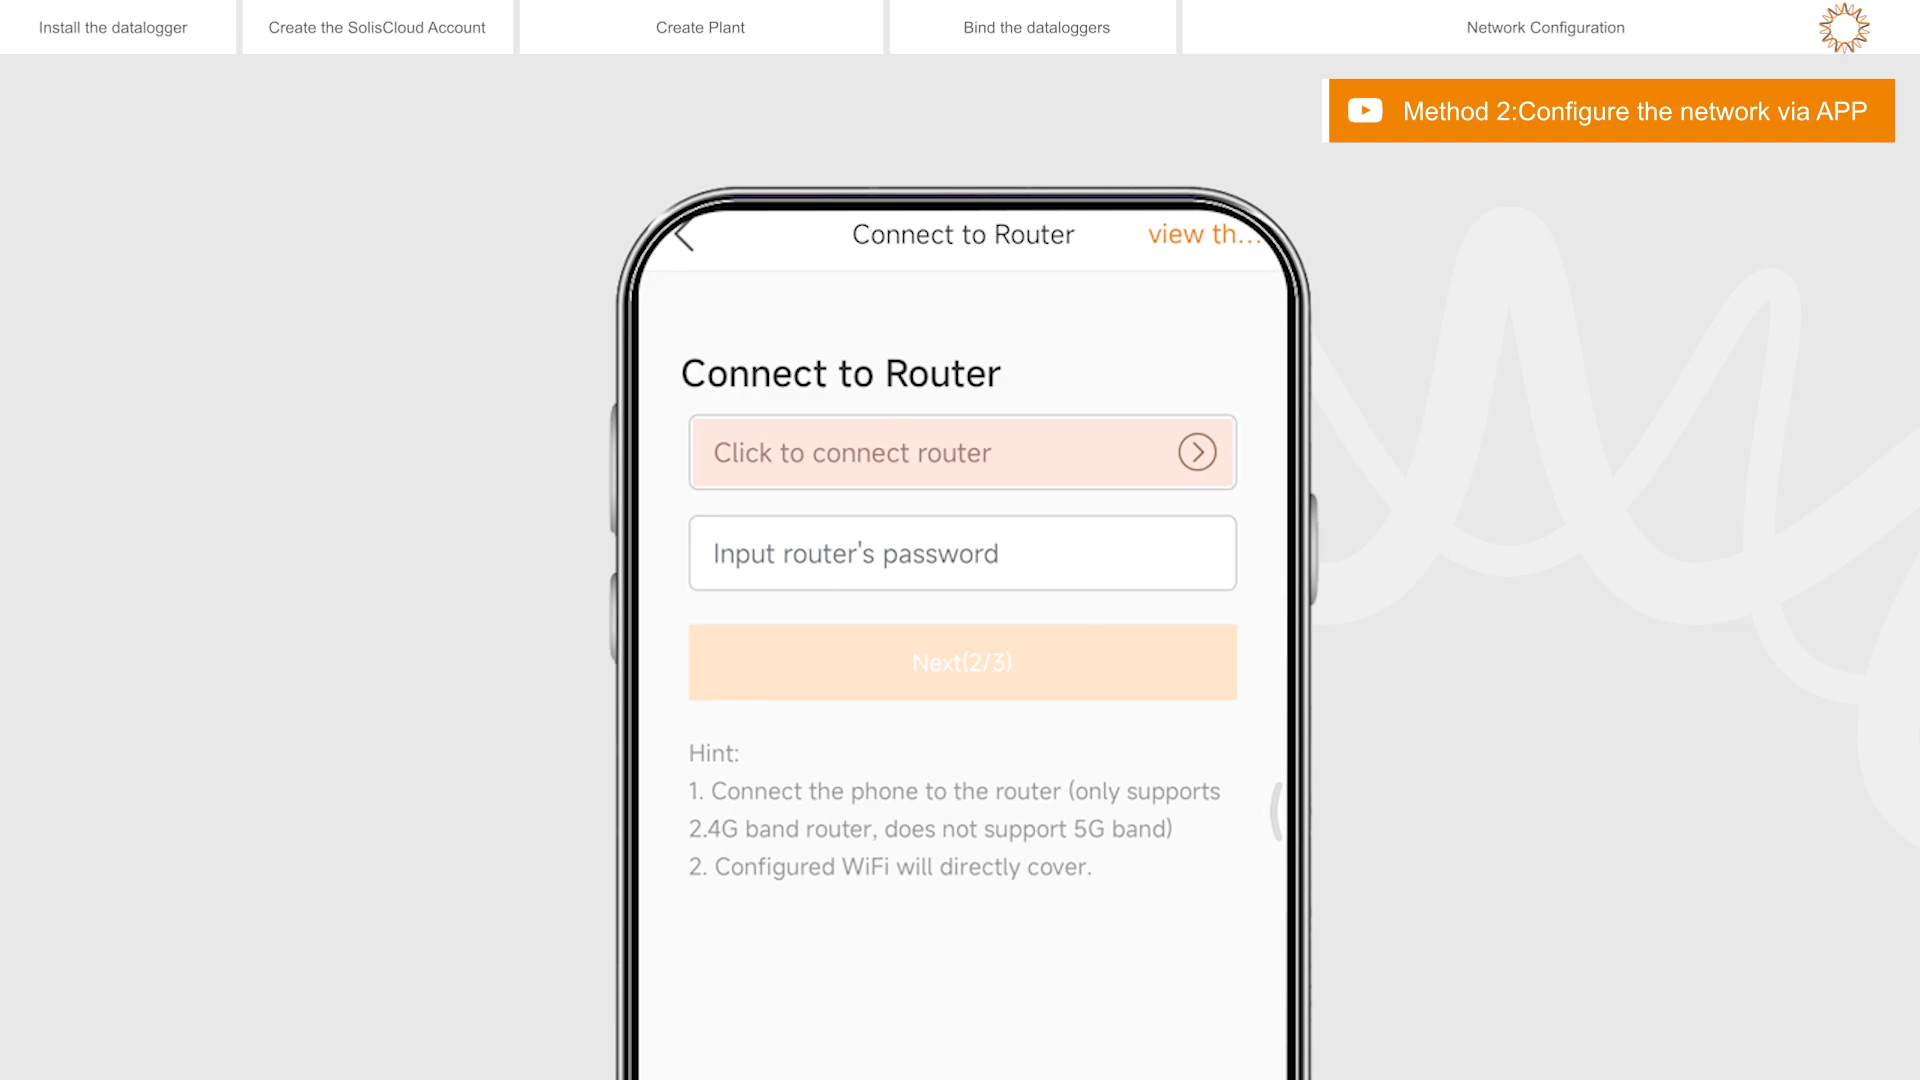 Install the datalogger
Create the SolisCloud Account
Create Plant
Bind the dataloggers
Network Configuration
Method 2:Configure the network via APP
Connect to Router
view th...
Connect to Router
Click to connect router
Input router's password
Next(2/3)
Hint:
1. Connect the phone to the router (only supports
2.4G band router, does not support 5G band)
2. Configured WiFi will directly cover.